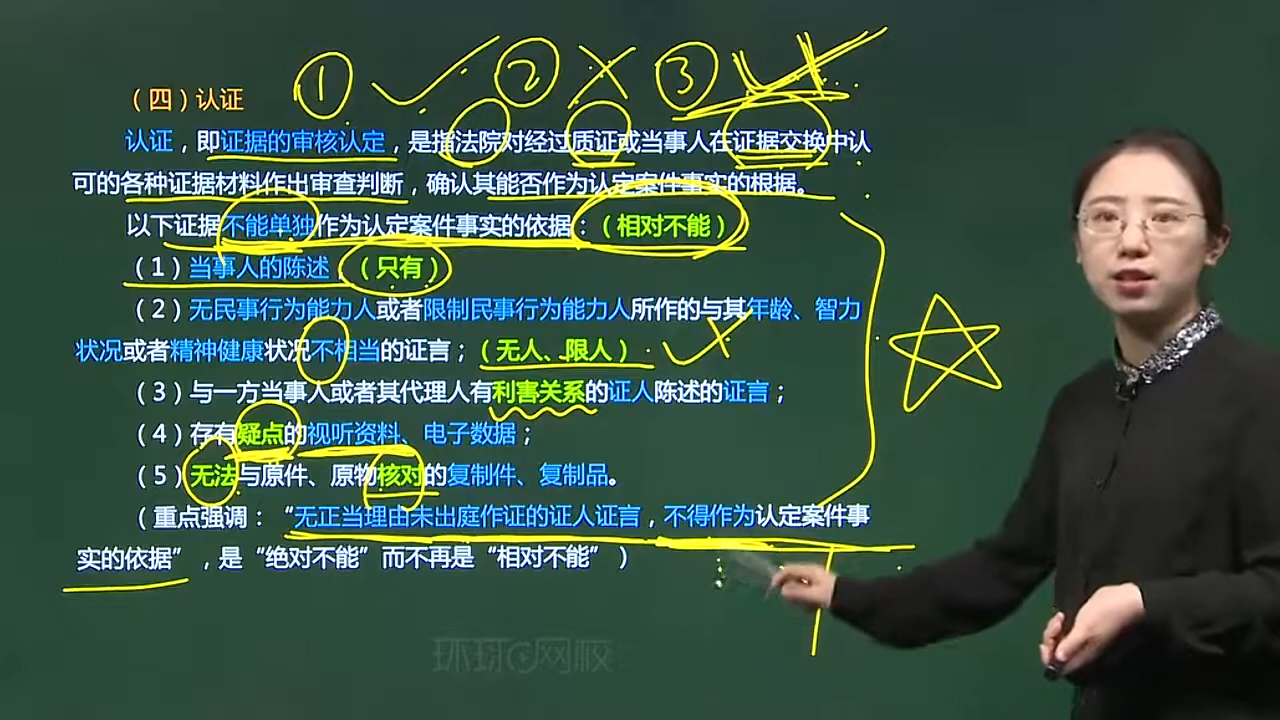 ① ② ③
（四）认证
认证，即证据的审核认定，是指法院对经过质证或当事人在证据交换中认
可的各种证据材料作出审查判断，确认其能否作为认定案件事实的根据。
以下证据不能单独作为认定案件事实的依据：（相对不能）
（1）当事人的陈述；（只有）
（2）无民事行为能力人或者限制民事行为能力人所作的与其年龄、智力
状况或者精神健康状况不相当的证言；（无人、限人）
（3）与一方当事人或者其代理人有利害关系的证人陈述的证言；
（4）存有疑点的视听资料、电子数据；
（5）无法与原件、原物核对的复制件、复制品。
（重点强调：“无正当理由未出庭作证的证人证言，不得作为认定案件事
实的依据”，是“绝对不能”而不再是“相对不能”）
环球网校